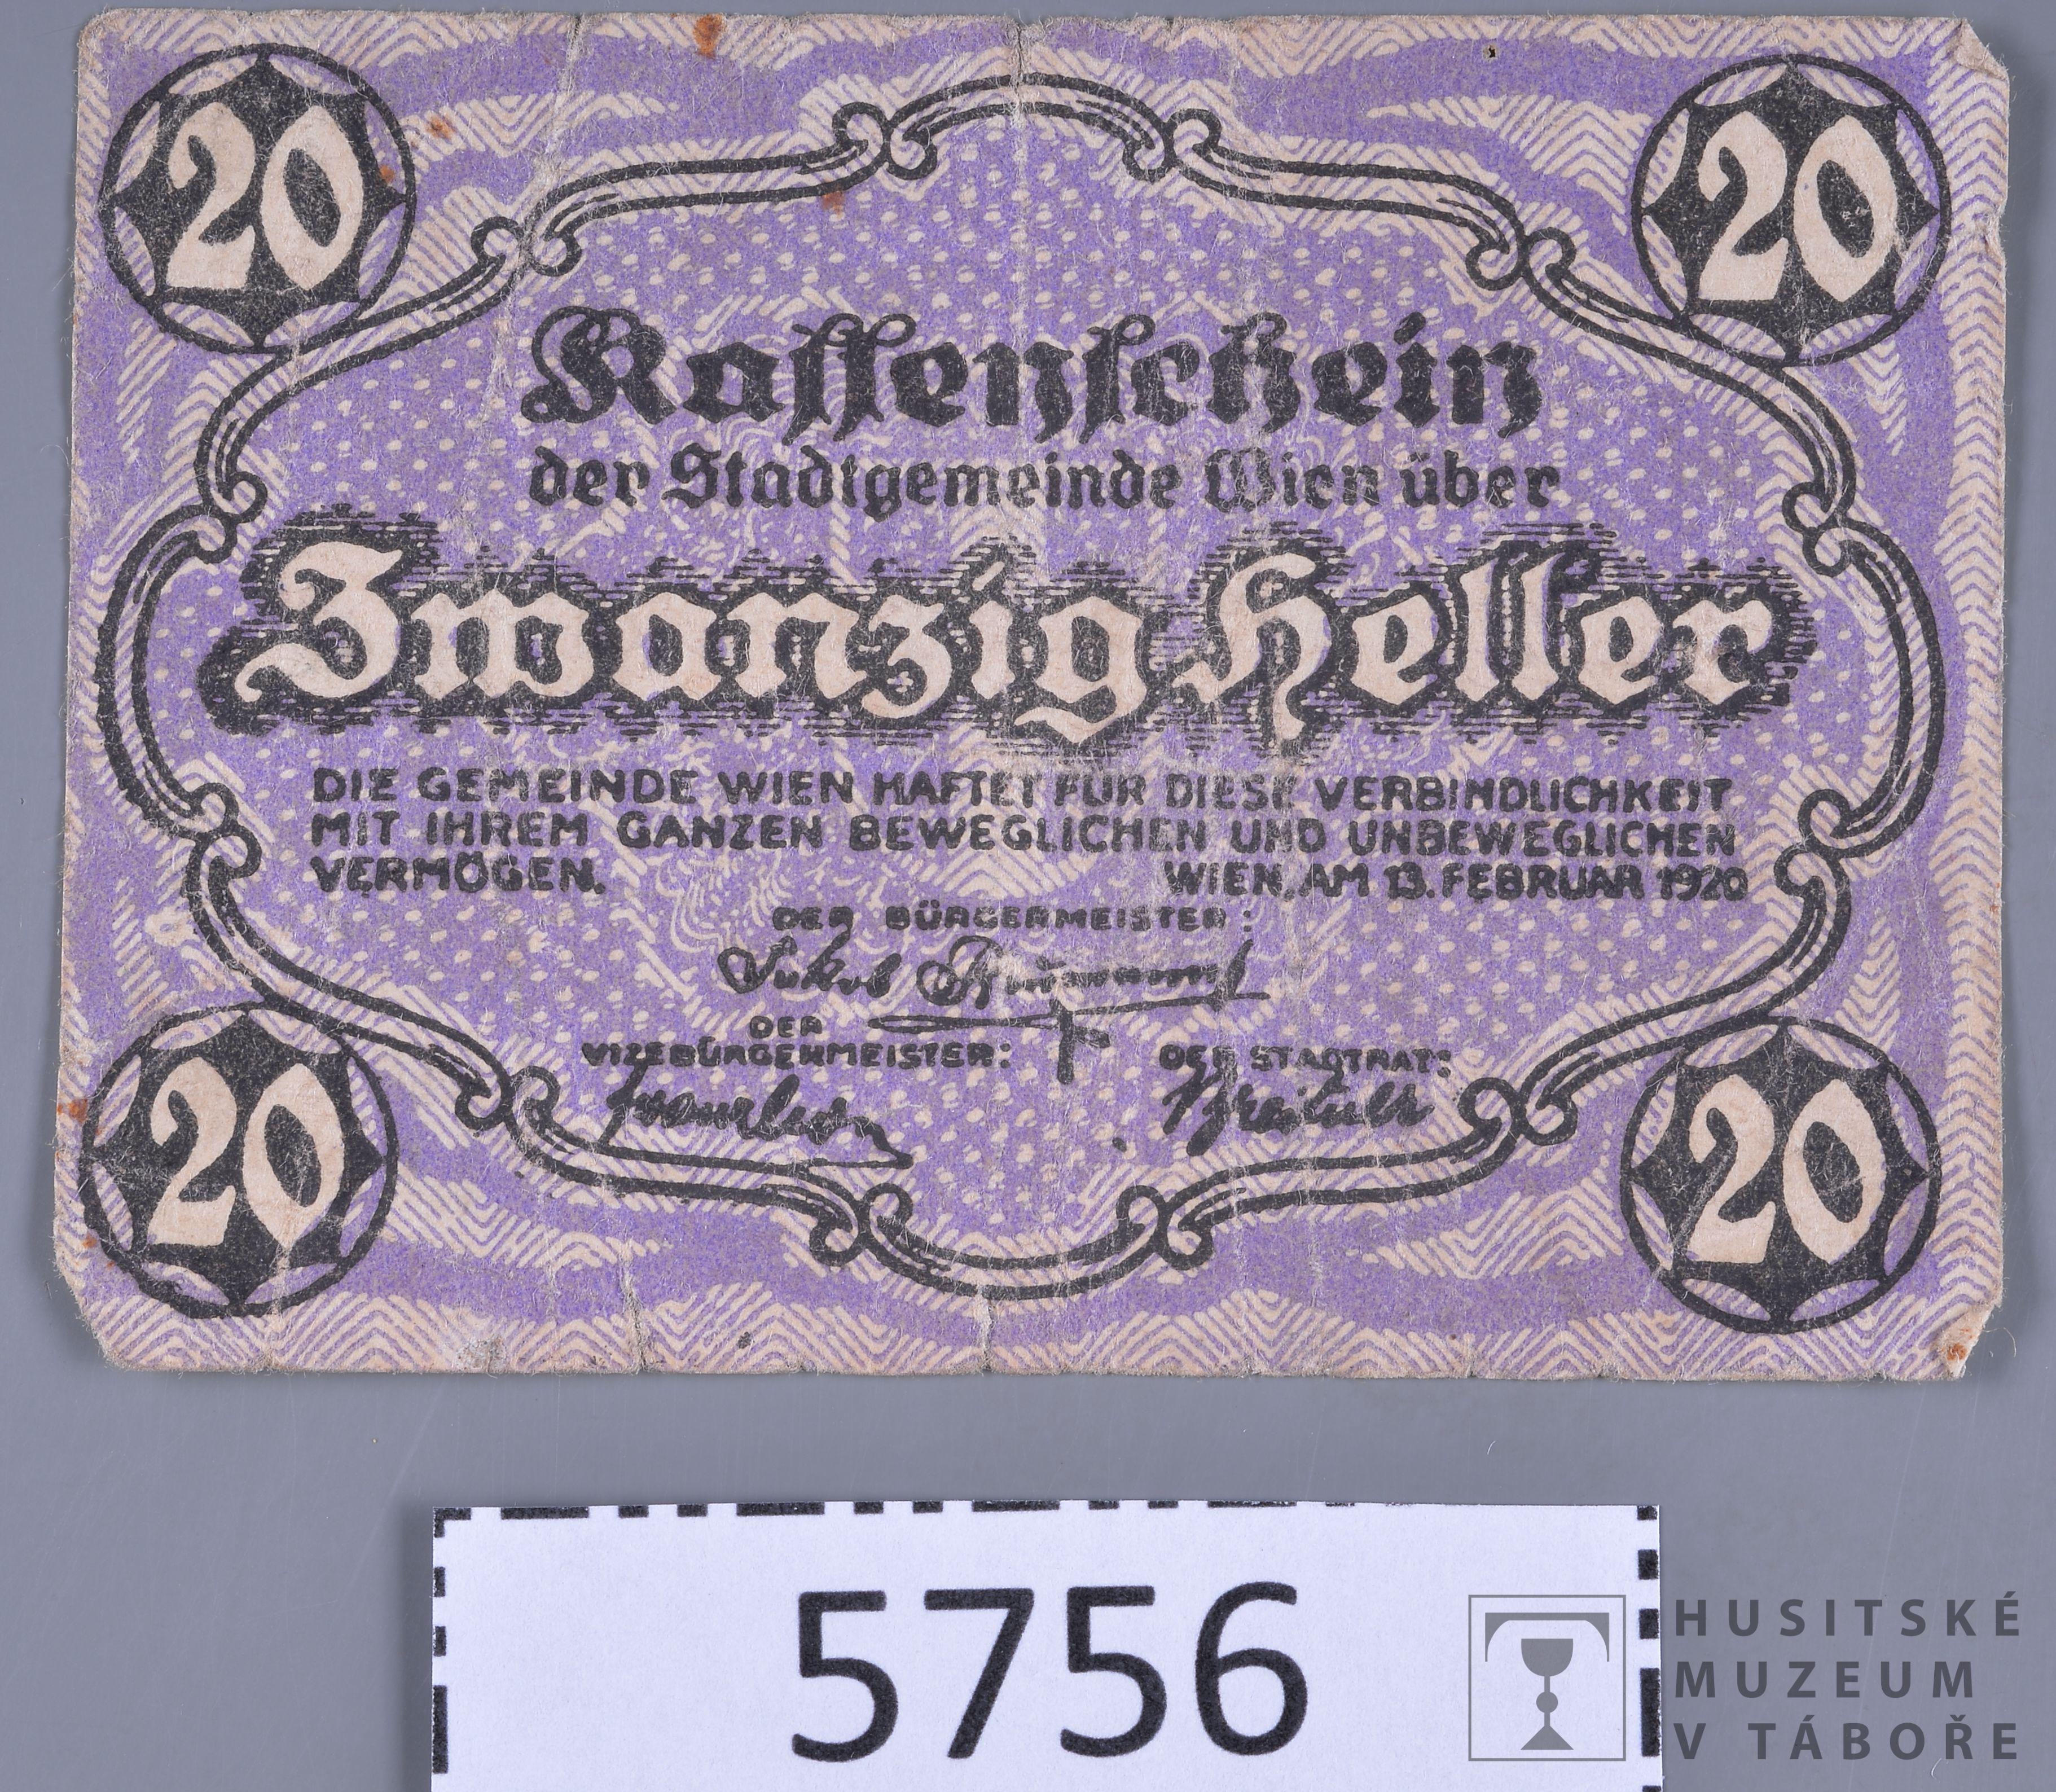 20 20
Kassenschein
der Stadtgemeinde Wien über
Zwanzig Heller
DIE GEMEINDE WIEN HAFTET FÜR DIESE VERBINDLICHKEIT
MIT IHREM GANZEN BEWEGLICHEN UND UNBEWEGLICHEN
VERMÖGEN. WIEN, AM 13. FEBRUAR 1920
DER BÜRGERMEISTER:
Jakob Reumann
DER
VIZEBÜRGERMEISTER: DER STADTRAT:
20 20
5756
HUSITSKÉ
MUZEUM
V TÁBOŘE